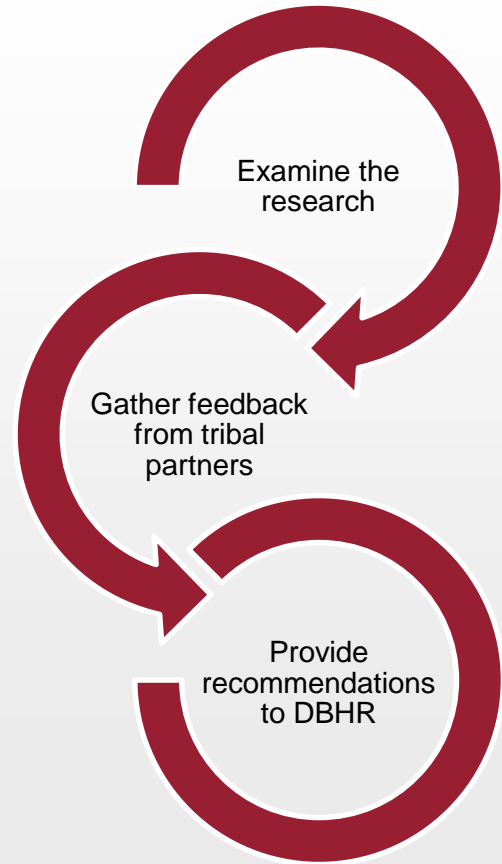 Examine the
research
Gather feedback
from tribal
partners
Provide
recommendations
to DBHR